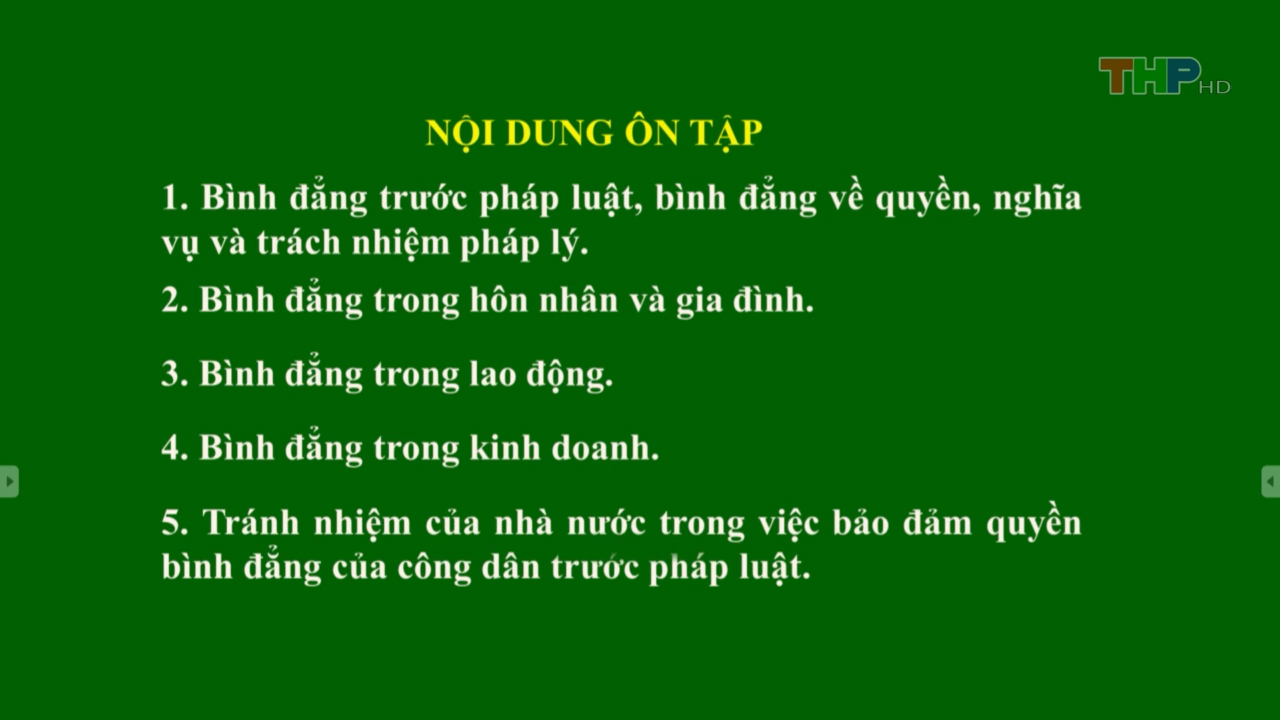 THP HD
NỘI DUNG ÔN TẬP
1. Bình đẳng trước pháp luật, bình đẳng về quyền, nghĩa
vụ và trách nhiệm pháp lý.
2. Bình đẳng trong hôn nhân và gia đình.
3. Bình đẳng trong lao động.
4. Bình đẳng trong kinh doanh.
5. Tránh nhiệm của nhà nước trong việc bảo đảm quyền
bình đẳng của công dân trước pháp luật.